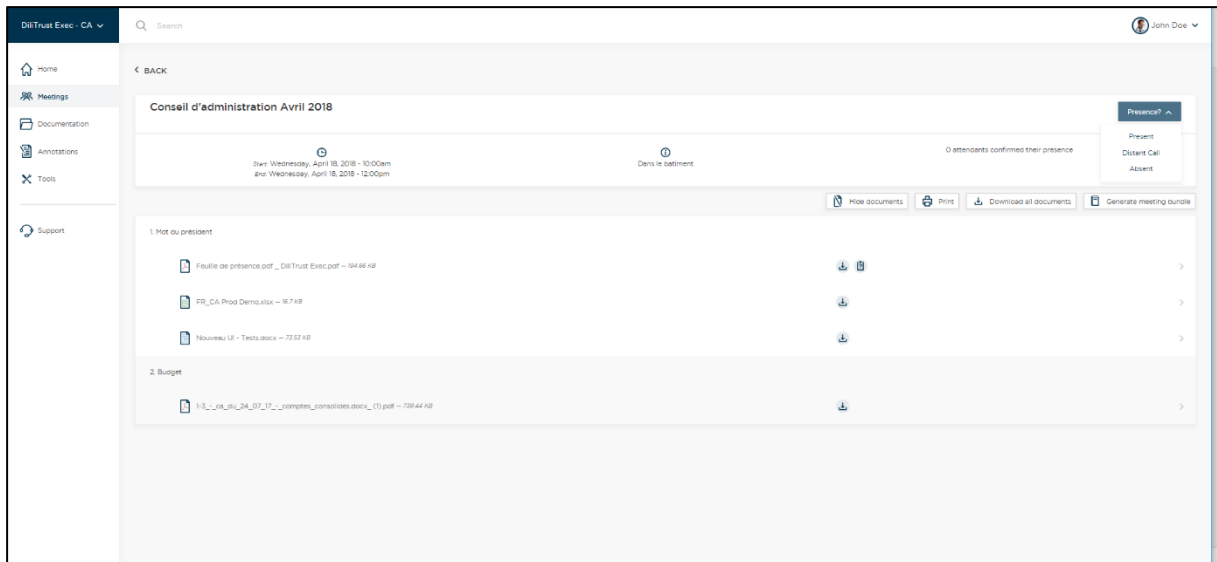 DiliTrust Exec - CA
Search
John Doe
Home
Meetings
Documentation
Annotations
Tools
Support
BACK
Conseil d'administration Avril 2018
Presence?
Present
Distant Call
Absent
Start: Wednesday, April 18, 2018 - 10:00am
End: Wednesday, April 18, 2018 - 12:00pm
Dans le batiment
0 attendants confirmed their presence
Hide documents
Print
Download all documents
Generate meeting bundle
1. Mot du président
Feuille de présence.pdf _ DiliTrust Exec.pdf – 194.66 KB
FR_CA Prod Demo.xlsx – 16.7 KB
Nouveau UI - Tests.docx – 73.53 KB
2. Budget
1-3_-_ca_du_24_07_17_-_comptes_consolides.docx_ (1).pdf – 739.44 KB